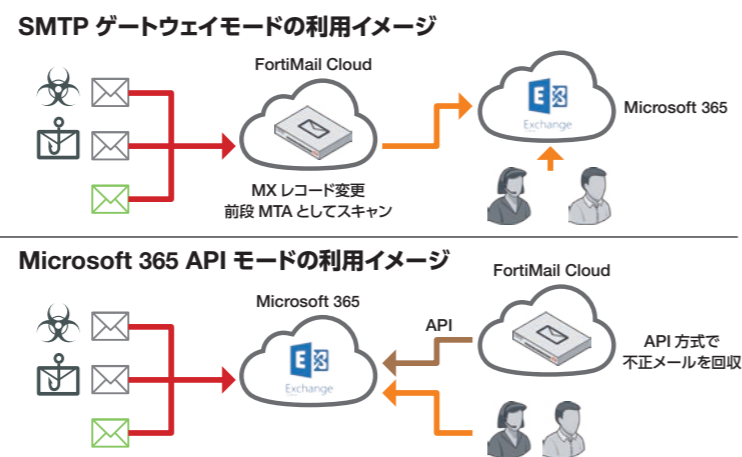 SMTP ゲートウェイモードの利用イメージ
FortiMail Cloud
Exchange
Microsoft 365
MX レコード変更
前段 MTA としてスキャン
Microsoft 365 API モードの利用イメージ
FortiMail Cloud
Microsoft 365
API
Exchange
API 方式で
不正メールを回収